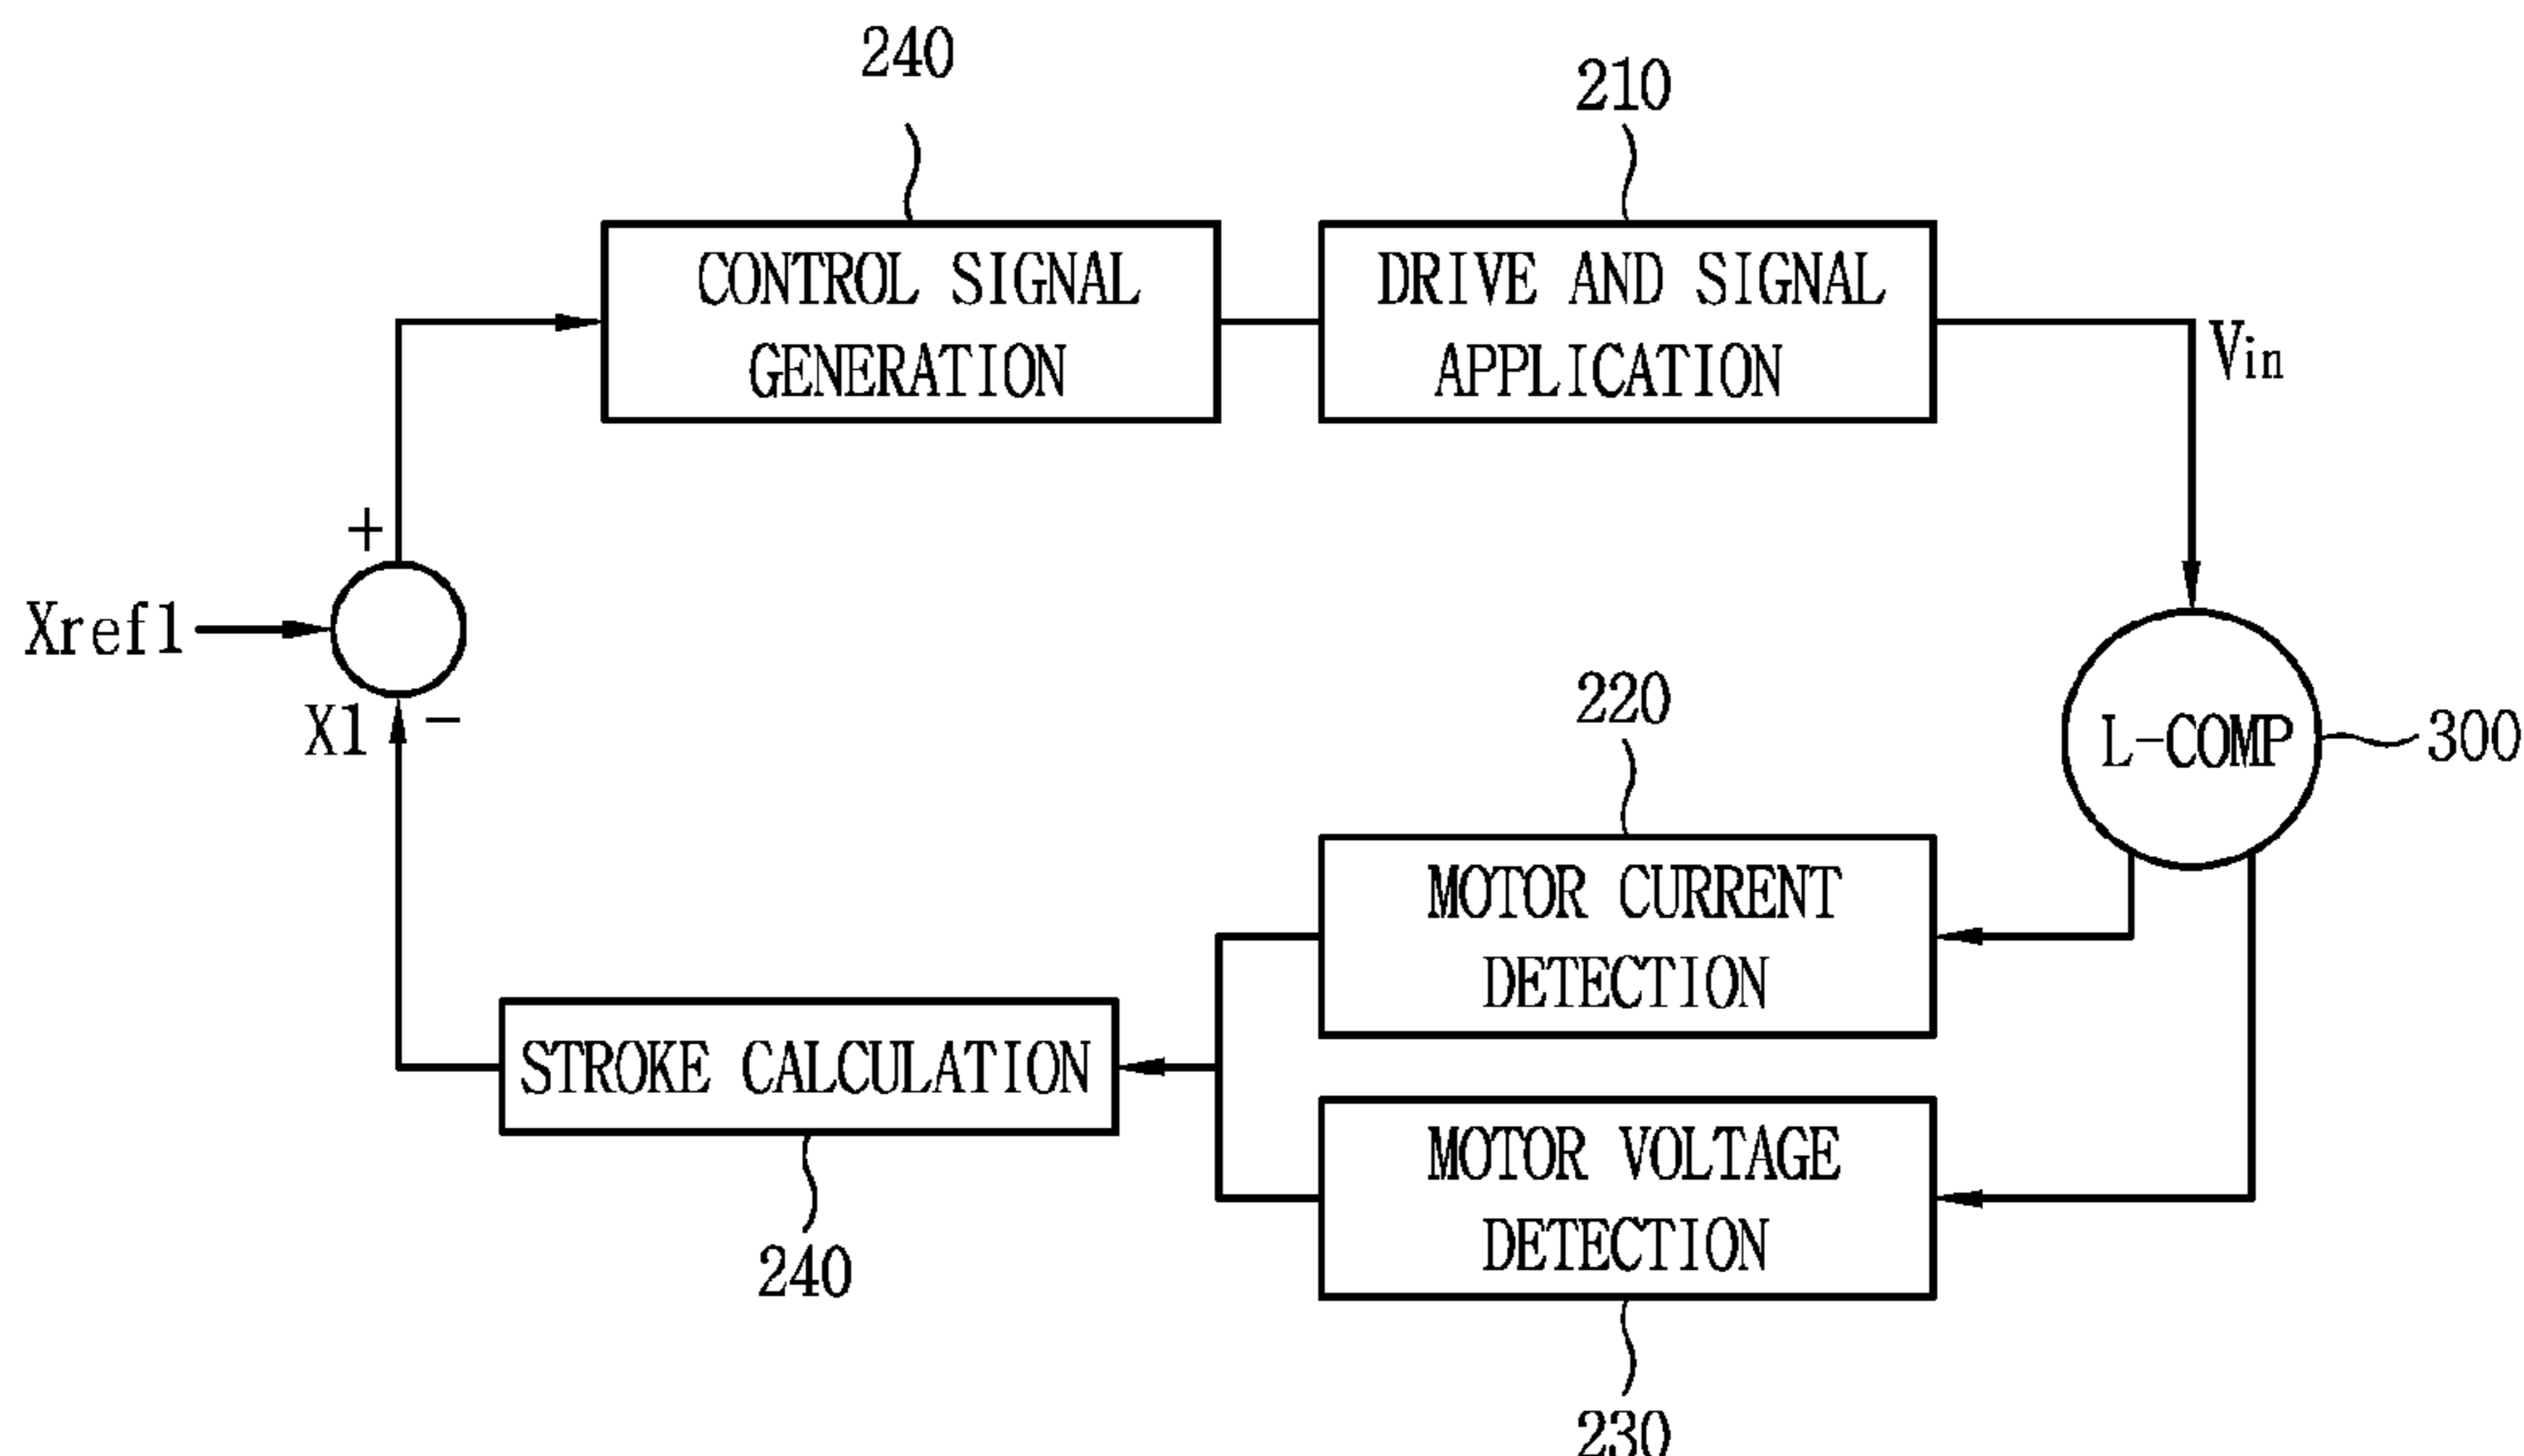 240
210
CONTROL SIGNAL
GENERATION
DRIVE AND SIGNAL
APPLICATION
Vin
+
Xref1
X1
-
220
L-COMP
300
MOTOR CURRENT
DETECTION
STROKE CALCULATION
MOTOR VOLTAGE
DETECTION
240
230